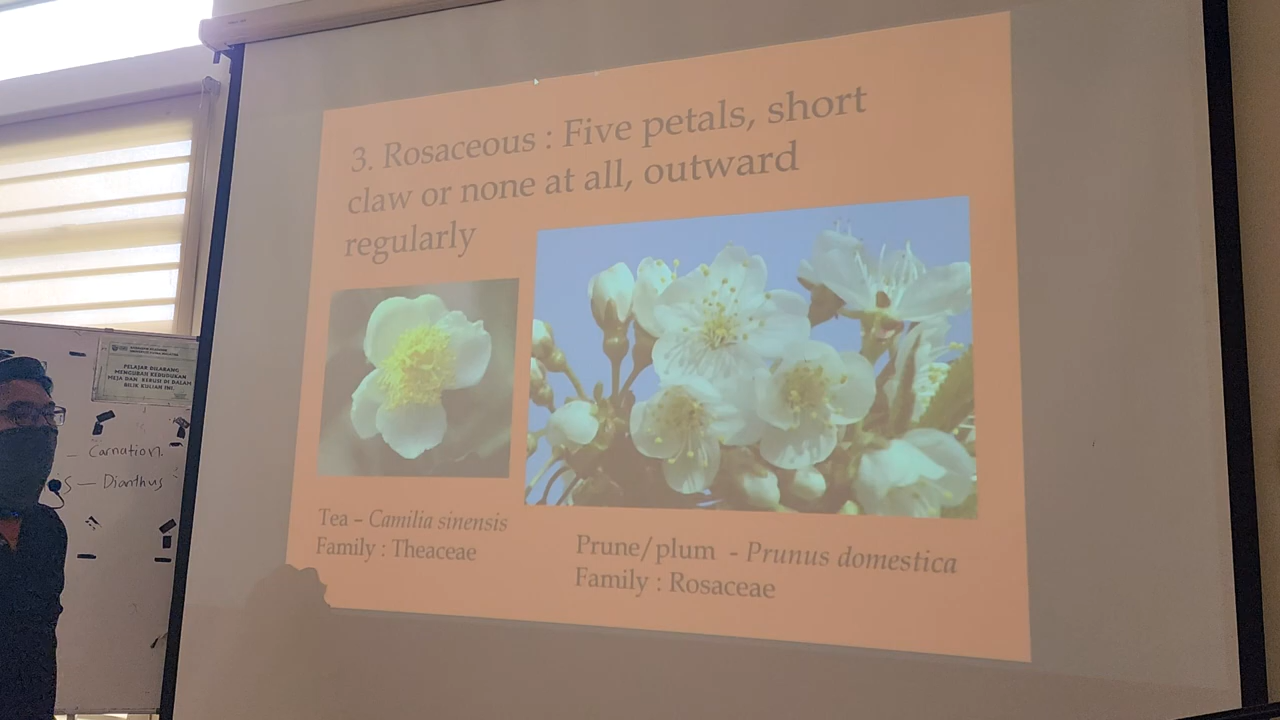 3. Rosaceous : Five petals, short
claw or none at all, outward
regularly
Tea – Camilia sinensis
Family : Theaceae
Prune/plum - Prunus domestica
Family : Rosaceae
PELAJAR DILARANG
MENGUBAH KEDUDUKAN
MEJA DAN KERUSI DI DALAM
BILIK KULIAH INI.
– Carnation.
s – Dianthus